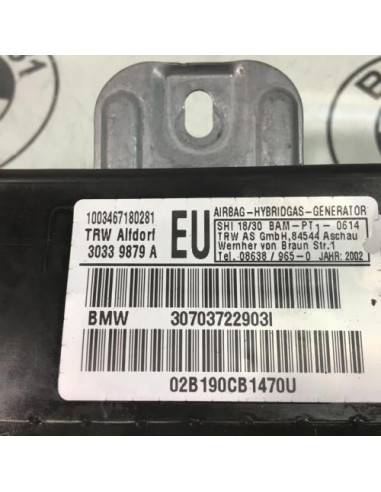 1003467180281
TRW Alfdorf
3033 9879 A
EU
AIRBAG-HYBRIDGAS-GENERATOR
SHI 18/30 BAM-PT1-0614
TRW AS GmbH,84544 Aschau
Wernher von Braun Str.1
Tel. 08638/965-0 JAHR: 2002
BMW 30703722903I
02B190CB1470U